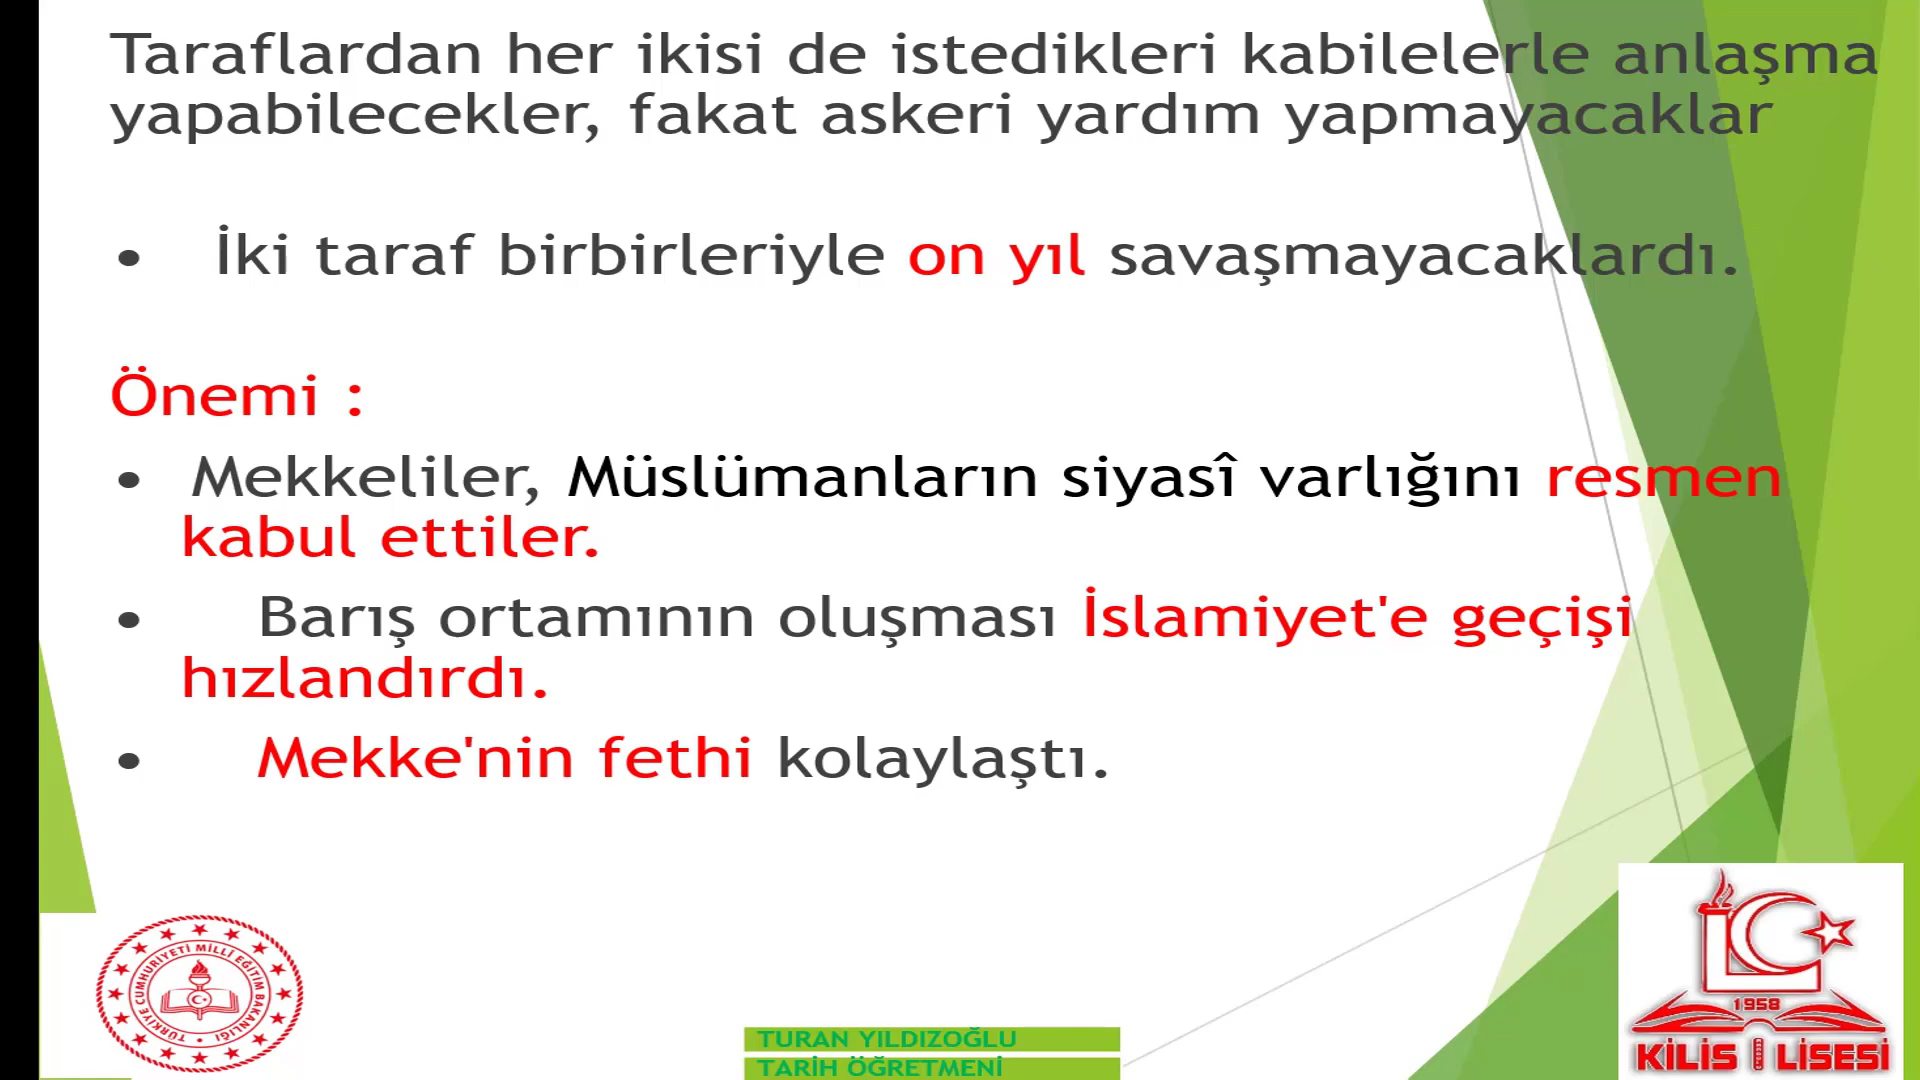 Taraflardan her ikisi de istedikleri kabilelerle anlaşma
yapabilecekler, fakat askeri yardım yapmayacaklar
• İki taraf birbirleriyle on yıl savaşmayacaklardı.
Önemi :
• Mekkeliler, Müslümanların siyasî varlığını resmen
kabul ettiler.
• Barış ortamının oluşması İslamiyet'e geçişi
hızlandırdı.
• Mekke'nin fethi kolaylaştı.
TÜRKİYE CUMHURİYETİ MİLLÎ EĞİTİM BAKANLIĞI
1958
KİLİS LİSESİ
TURAN YILDIZOĞLU
TARİH ÖĞRETMENİ